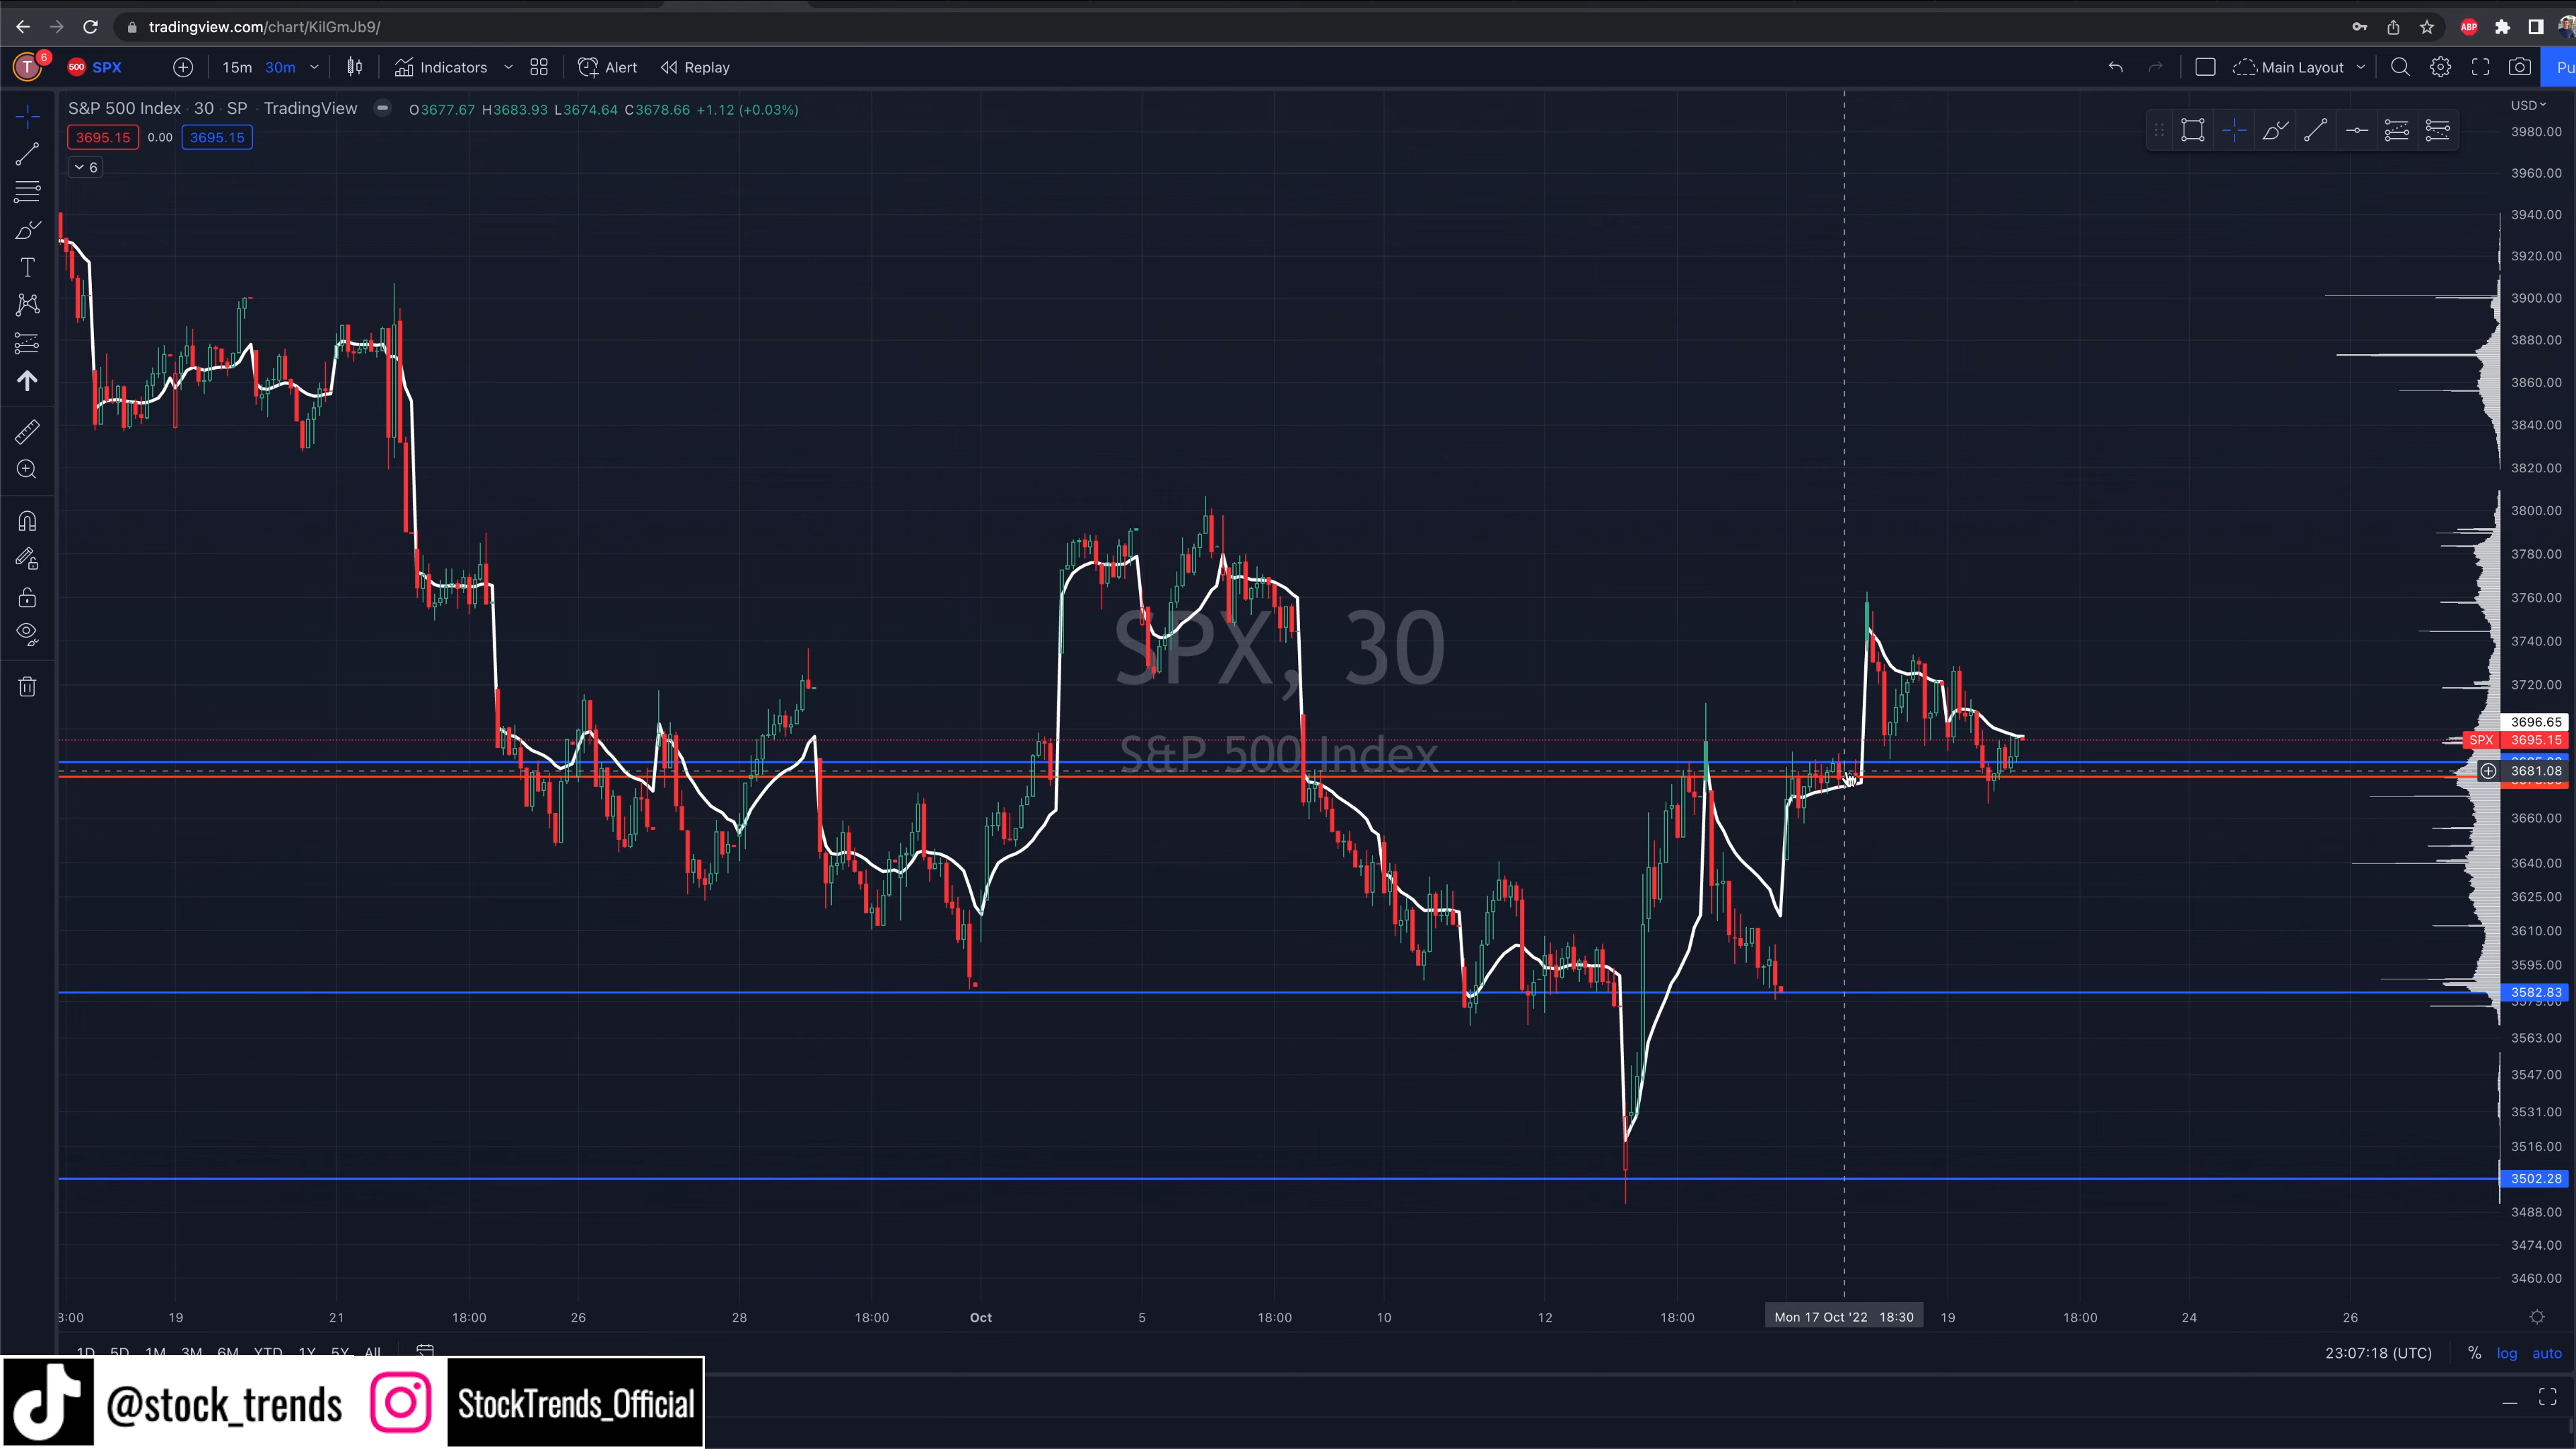 tradingview.com/chart/KilGmJb9/
ABP
T 6 500 SPX 15m 30m Indicators Alert Replay Main Layout
S&P 500 Index · 30 · SP · TradingView O3677.67 H3683.93 L3674.64 C3678.66 +1.12 (+0.03%)
USD
3695.15 0.00 3695.15
6
3980.00
3960.00
3940.00
3920.00
3900.00
3880.00
3860.00
3840.00
3820.00
3800.00
3780.00
3760.00
3740.00
3720.00
3696.65
SPX 3695.15
3681.08
3660.00
3640.00
3625.00
3610.00
3595.00
3582.83
3563.00
3547.00
3531.00
3516.00
3502.28
3488.00
3474.00
3460.00
SPX, 30
S&P 500 Index
19 21 18:00 26 28 18:00 Oct 5 18:00 10 12 18:00 Mon 17 Oct '22 18:30 19 18:00 24 26
1D 5D 1M 3M 6M YTD 1Y 5Y All
23:07:18 (UTC) % log auto
@stock_trends StockTrends_Official